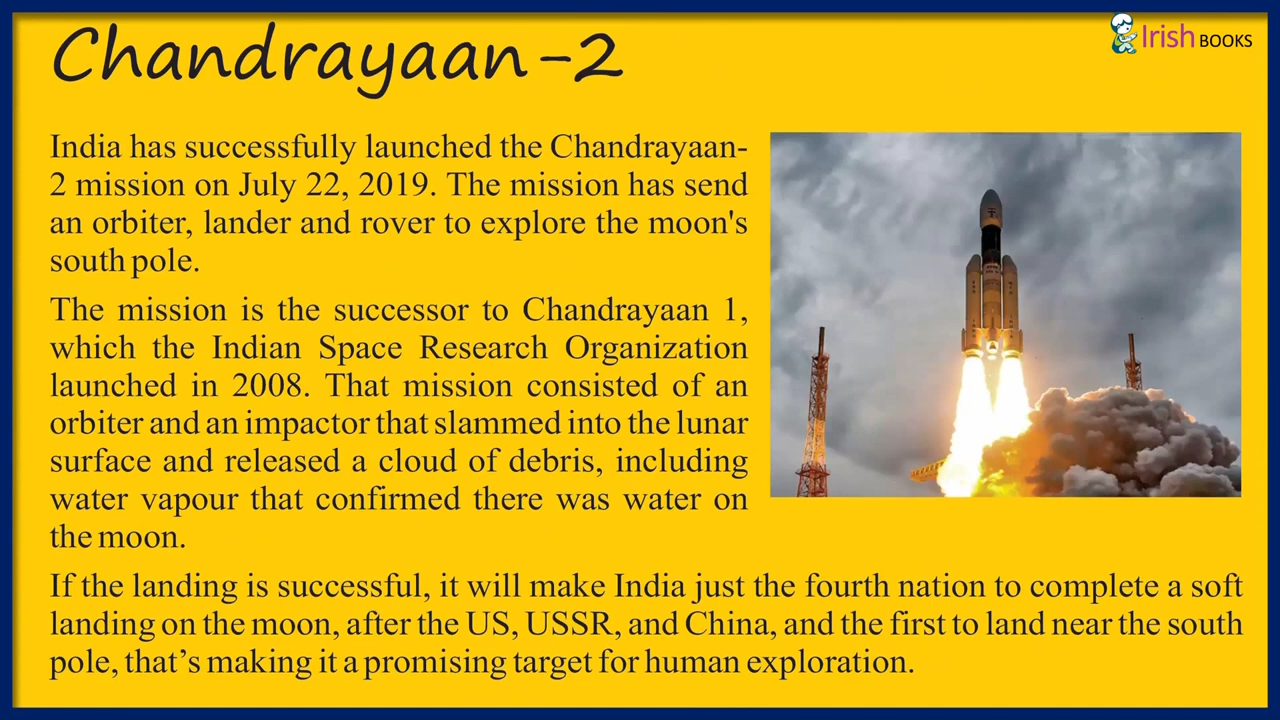 Chandrayaan-2
Irish BOOKS
India has successfully launched the Chandrayaan-
2 mission on July 22, 2019. The mission has send
an orbiter, lander and rover to explore the moon's
south pole.
The mission is the successor to Chandrayaan 1,
which the Indian Space Research Organization
launched in 2008. That mission consisted of an
orbiter and an impactor that slammed into the lunar
surface and released a cloud of debris, including
water vapour that confirmed there was water on
the moon.
If the landing is successful, it will make India just the fourth nation to complete a soft
landing on the moon, after the US, USSR, and China, and the first to land near the south
pole, that’s making it a promising target for human exploration.